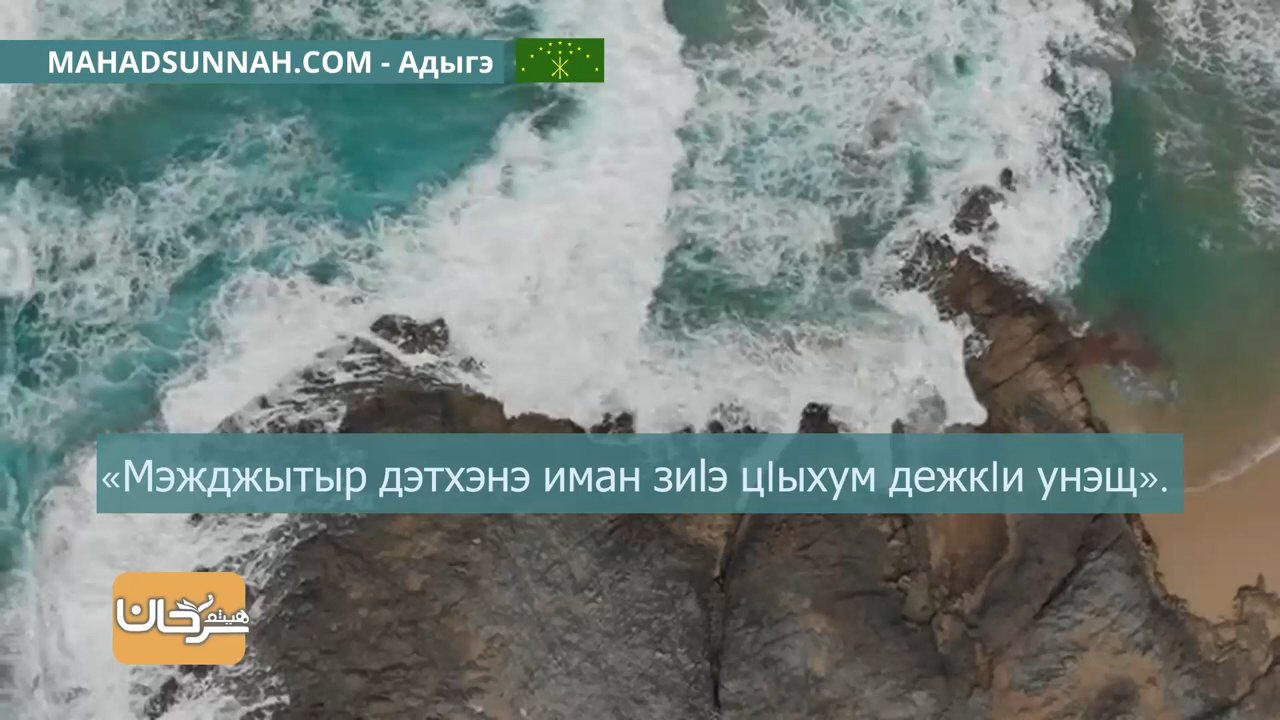 MAHADSUNNAH.COM - Адыгэ
«Мэжджытыр дэтхэнэ иман зиӏэ цӏыхум дежкӏи унэщ».
هيثم سرحان